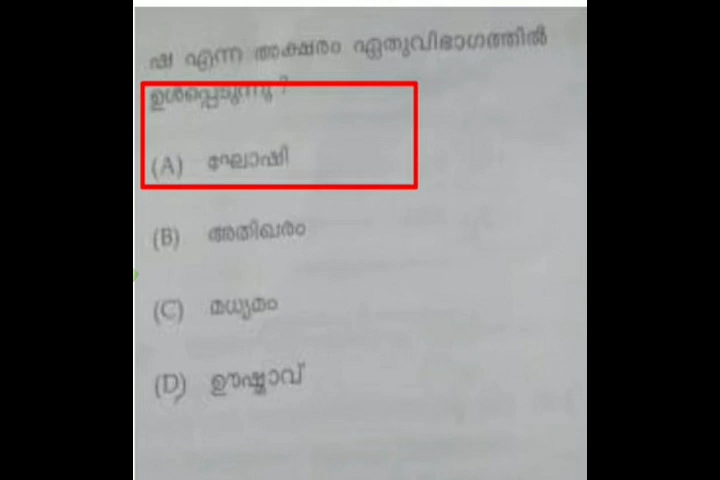 ഷ എന്ന അക്ഷരം ഏതുവിഭാഗത്തിൽ
ഉൾപ്പെടുന്നു ?
(A) ഘോഷി
(B) അതിഖരം
(C) മധ്യമം
(D) ഊഷ്മാവ്